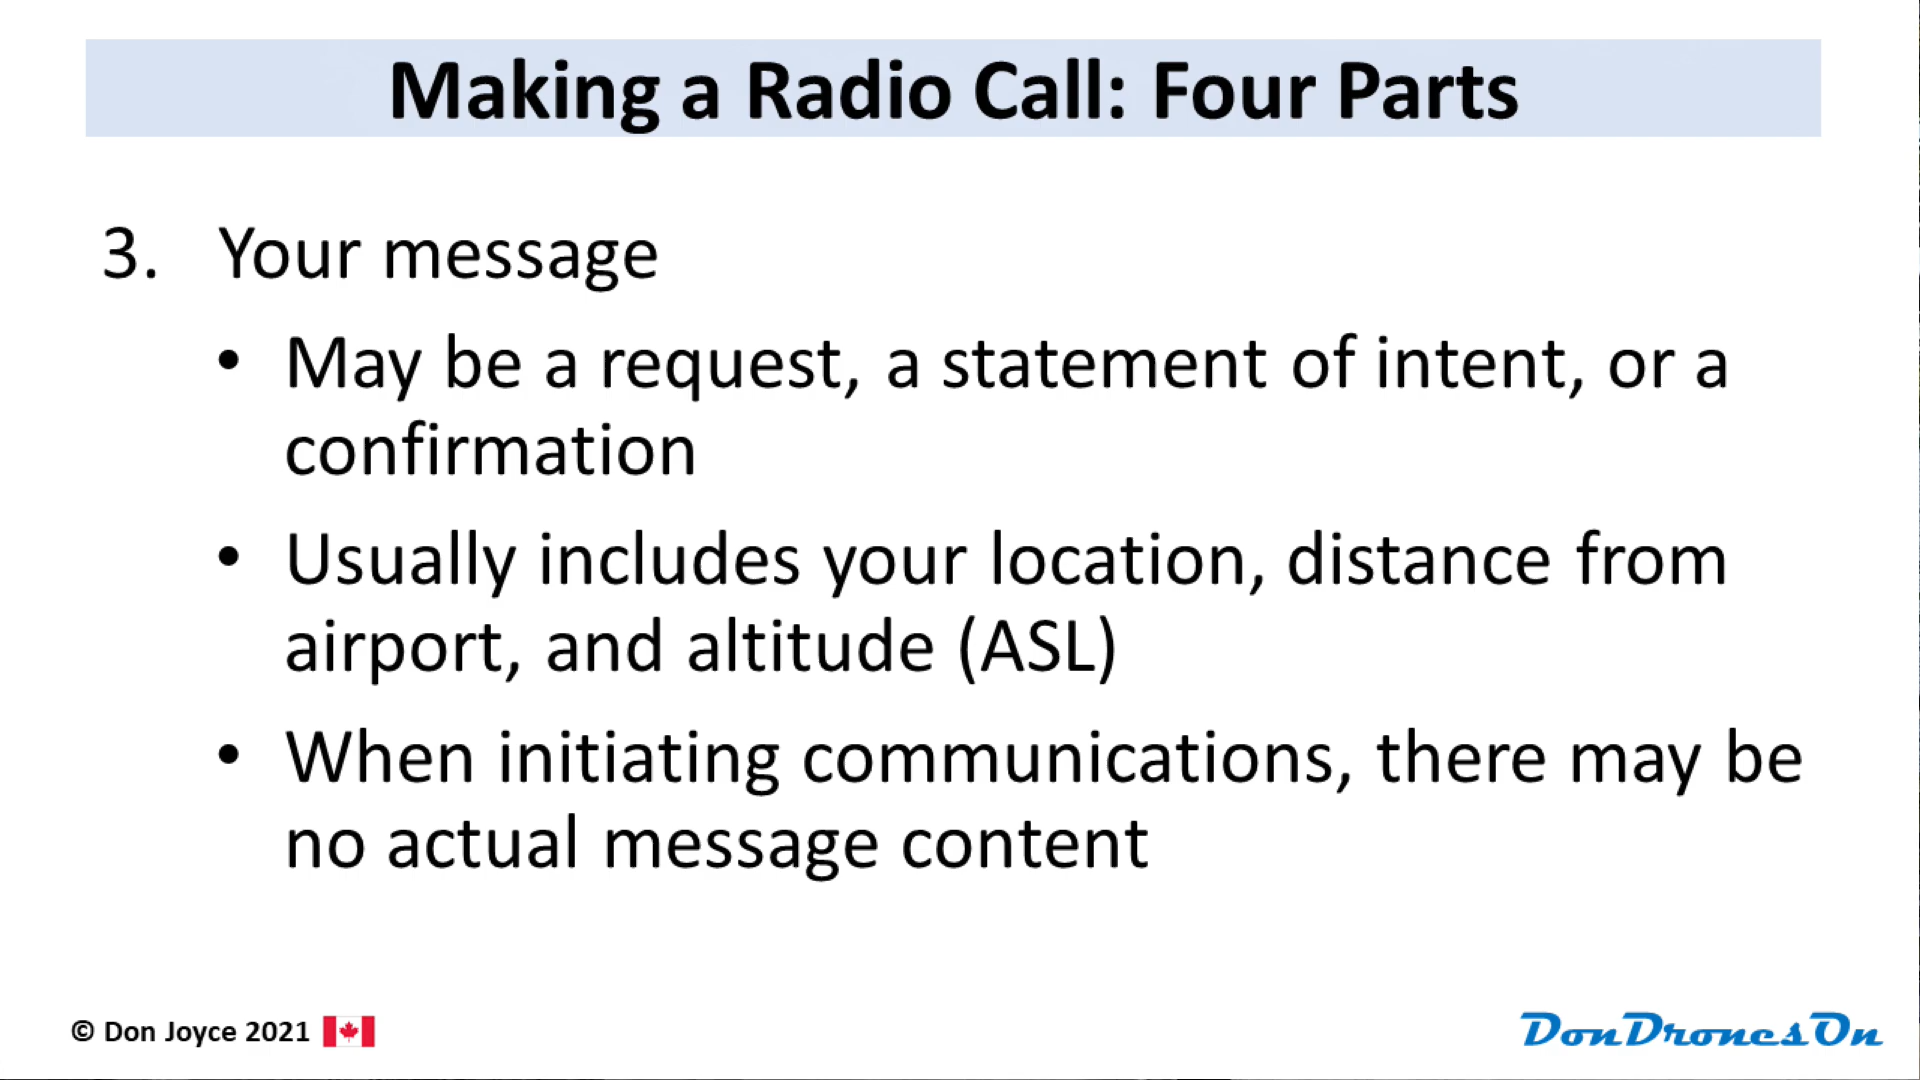 Making a Radio Call: Four Parts
3. Your message
• May be a request, a statement of intent, or a
confirmation
• Usually includes your location, distance from
airport, and altitude (ASL)
• When initiating communications, there may be
no actual message content
© Don Joyce 2021
DonDronesOn